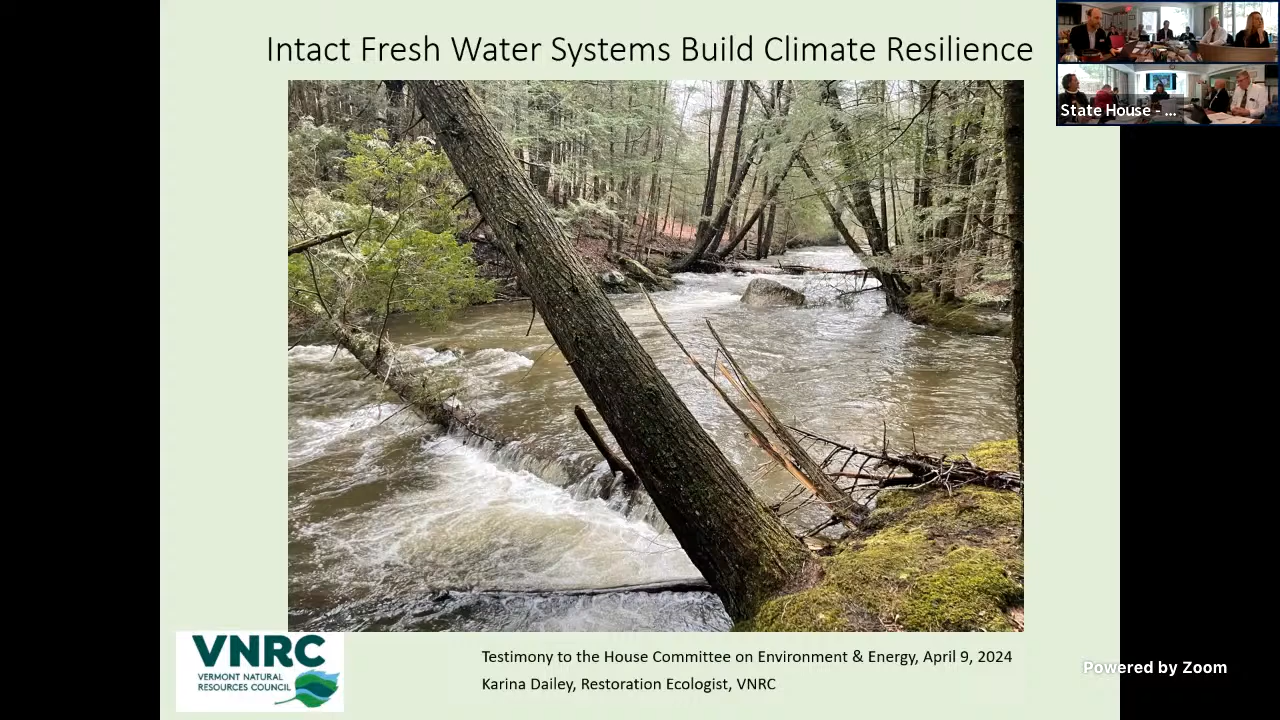 Intact Fresh Water Systems Build Climate Resilience
State House - ...
VNRC
VERMONT NATURAL
RESOURCES COUNCIL
Testimony to the House Committee on Environment & Energy, April 9, 2024
Karina Dailey, Restoration Ecologist, VNRC
Powered by Zoom